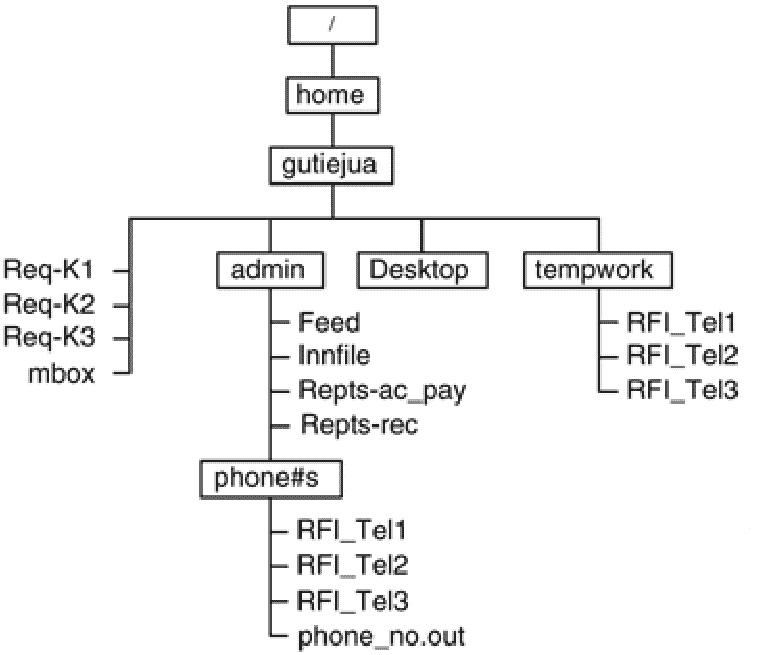 /
home
gutiejua
admin
Desktop
tempwork
Req-K1
Req-K2
Req-K3
mbox
Feed
Innfile
Repts-ac_pay
Repts-rec
RFI_Tel1
RFI_Tel2
RFI_Tel3
phone#s
RFI_Tel1
RFI_Tel2
RFI_Tel3
phone_no.out